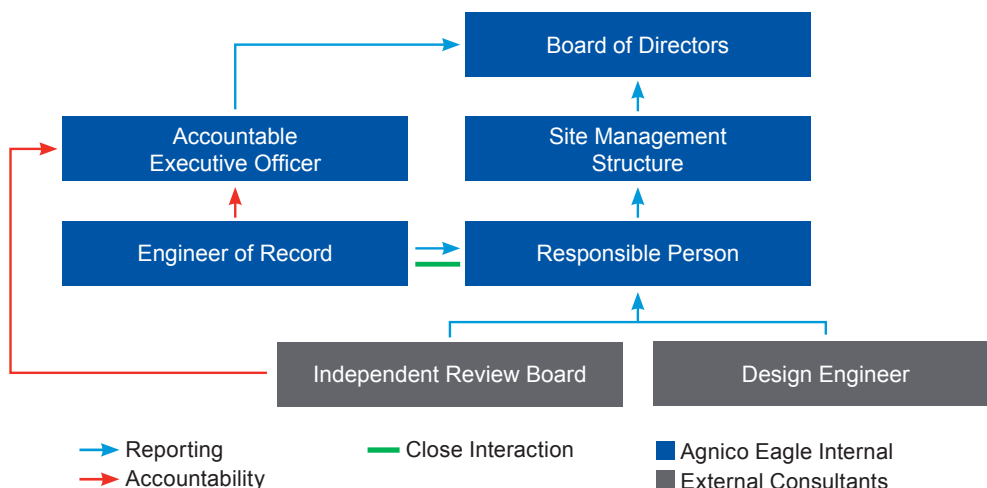 Board of Directors
Accountable
Executive Officer
Site Management
Structure
Engineer of Record
Responsible Person
Independent Review Board
Design Engineer
Reporting
Close Interaction
Agnico Eagle Internal
Accountability
External Consultants